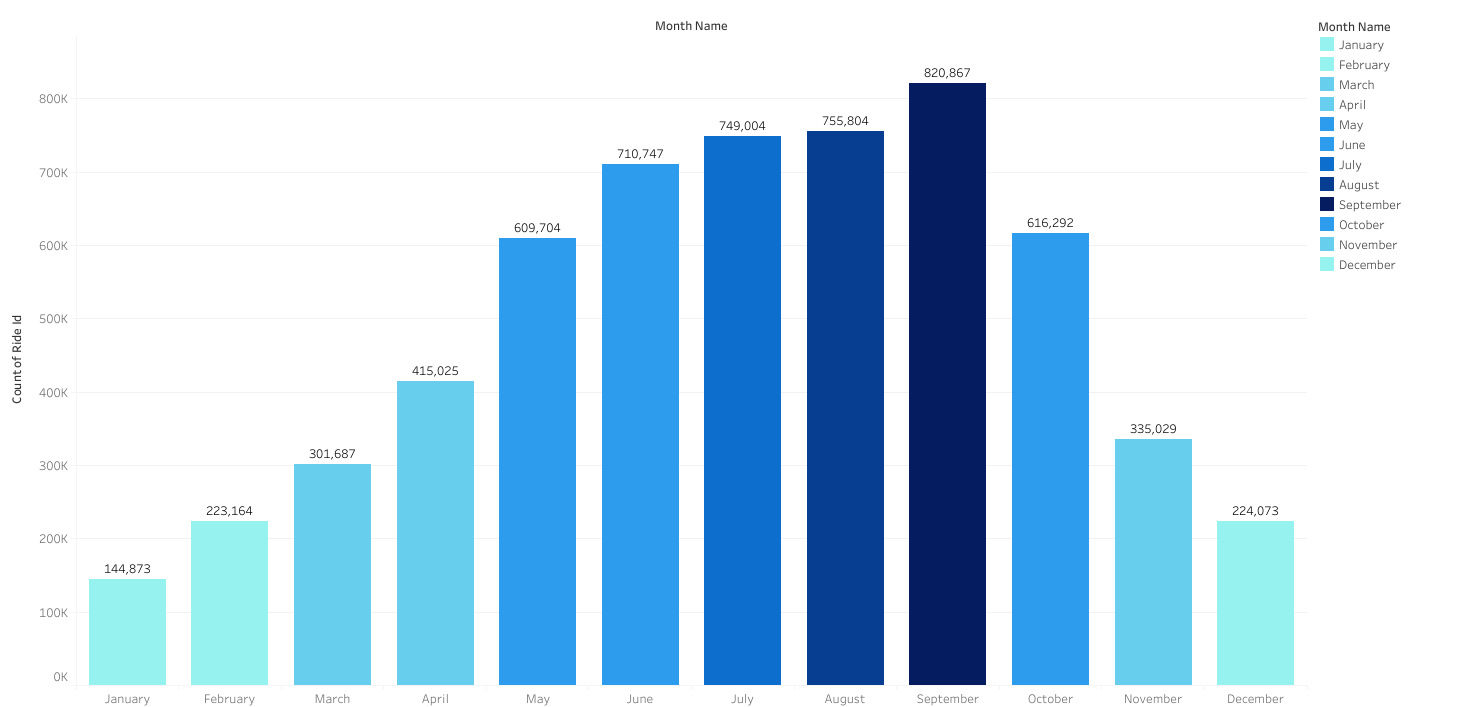 Month Name
Count of Ride Id
800K
700K
600K
500K
400K
300K
200K
100K
0K
144,873
223,164
301,687
415,025
609,704
710,747
749,004
755,804
820,867
616,292
335,029
224,073
January
February
March
April
May
June
July
August
September
October
November
December
Month Name
January
February
March
April
May
June
July
August
September
October
November
December